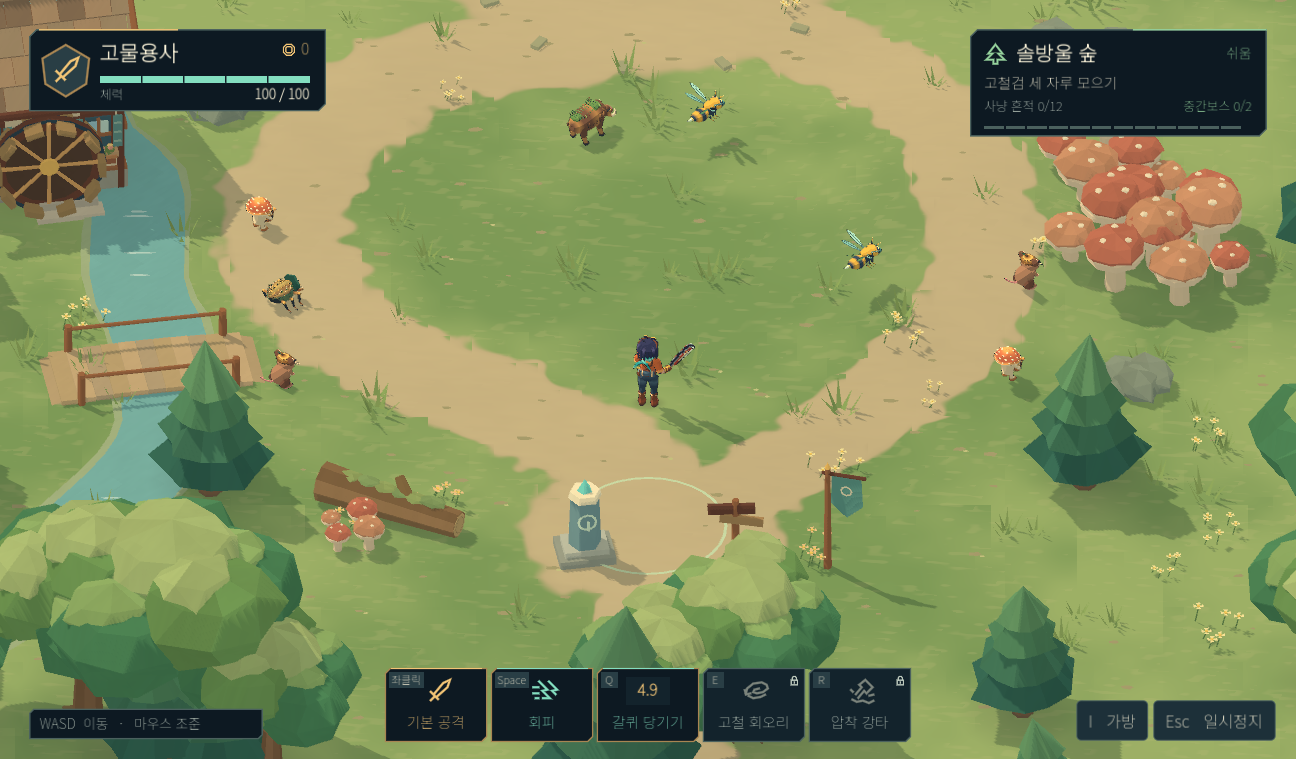 고물용사
0
체력
100 / 100
솔방울 숲
쉬움
고철검 세 자루 모으기
사냥 흔적 0/12
중간보스 0/2
좌클릭
기본 공격
Space
회피
Q
4.9
갈퀴 당기기
E
고철 회오리
R
압착 강타
WASD 이동 · 마우스 조준
I 가방
Esc 일시정지